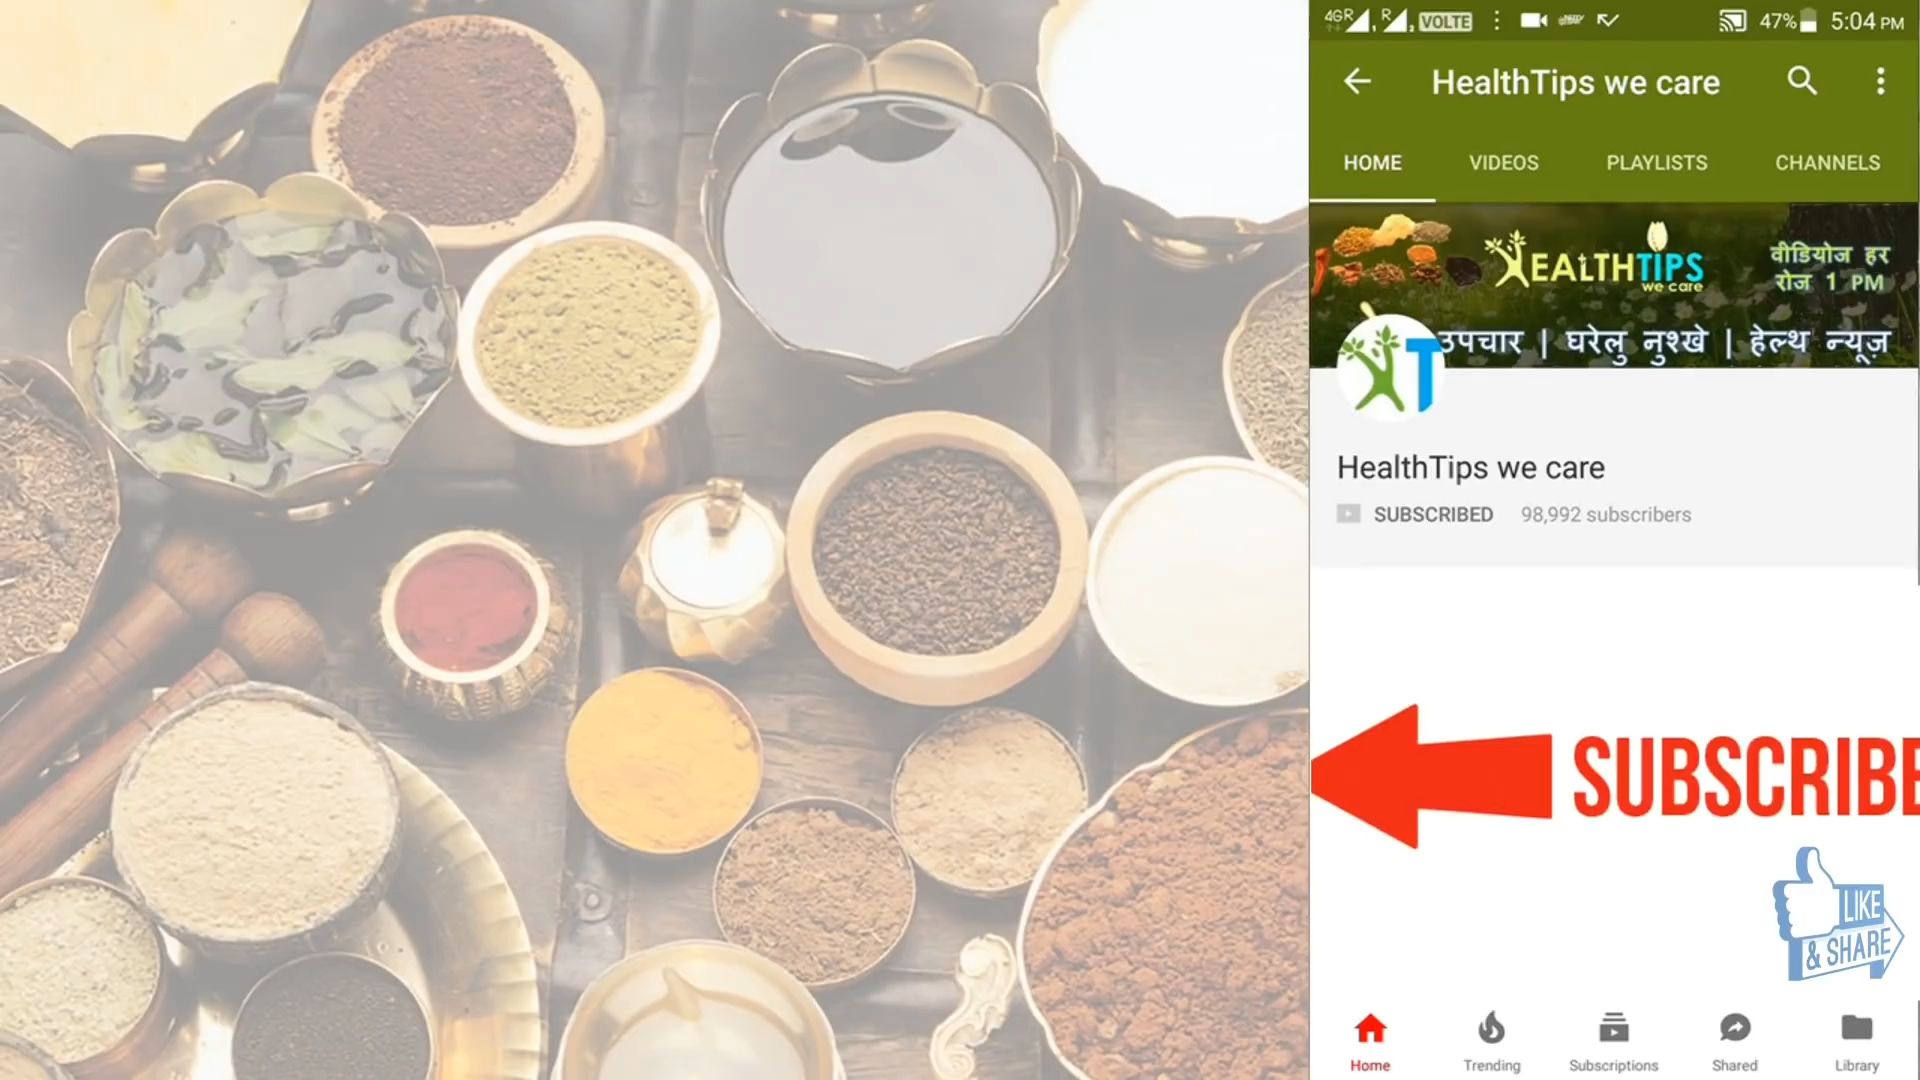 4G R R VOLTE 47% 5:04 PM
HealthTips we care
HOME VIDEOS PLAYLISTS CHANNELS
HEALTHTIPS
we care
वीडियोज हर
रोज 1 PM
उपचार | घरेलु नुश्खे | हेल्थ न्यूज़
T
HealthTips we care
SUBSCRIBED 98,992 subscribers
SUBSCRIBE
LIKE
& SHARE
Home Trending Subscriptions Shared Library